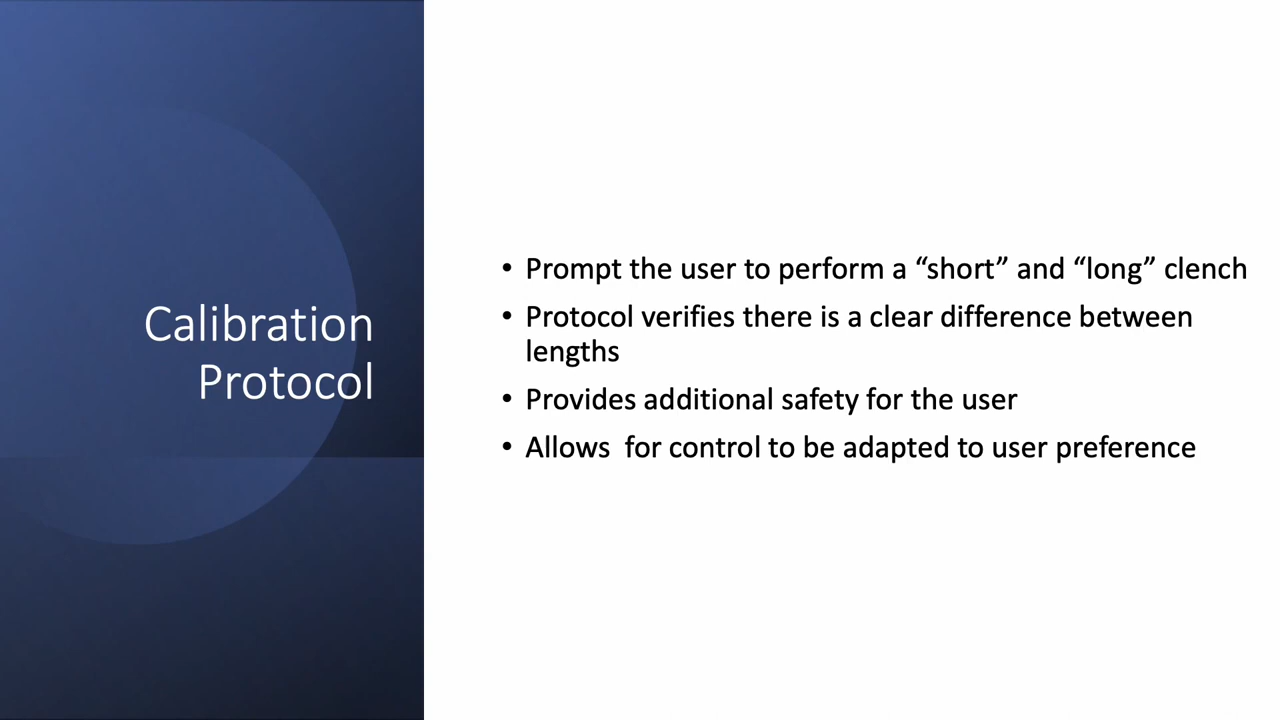 Calibration
Protocol
• Prompt the user to perform a “short” and “long” clench
• Protocol verifies there is a clear difference between
lengths
• Provides additional safety for the user
• Allows  for control to be adapted to user preference